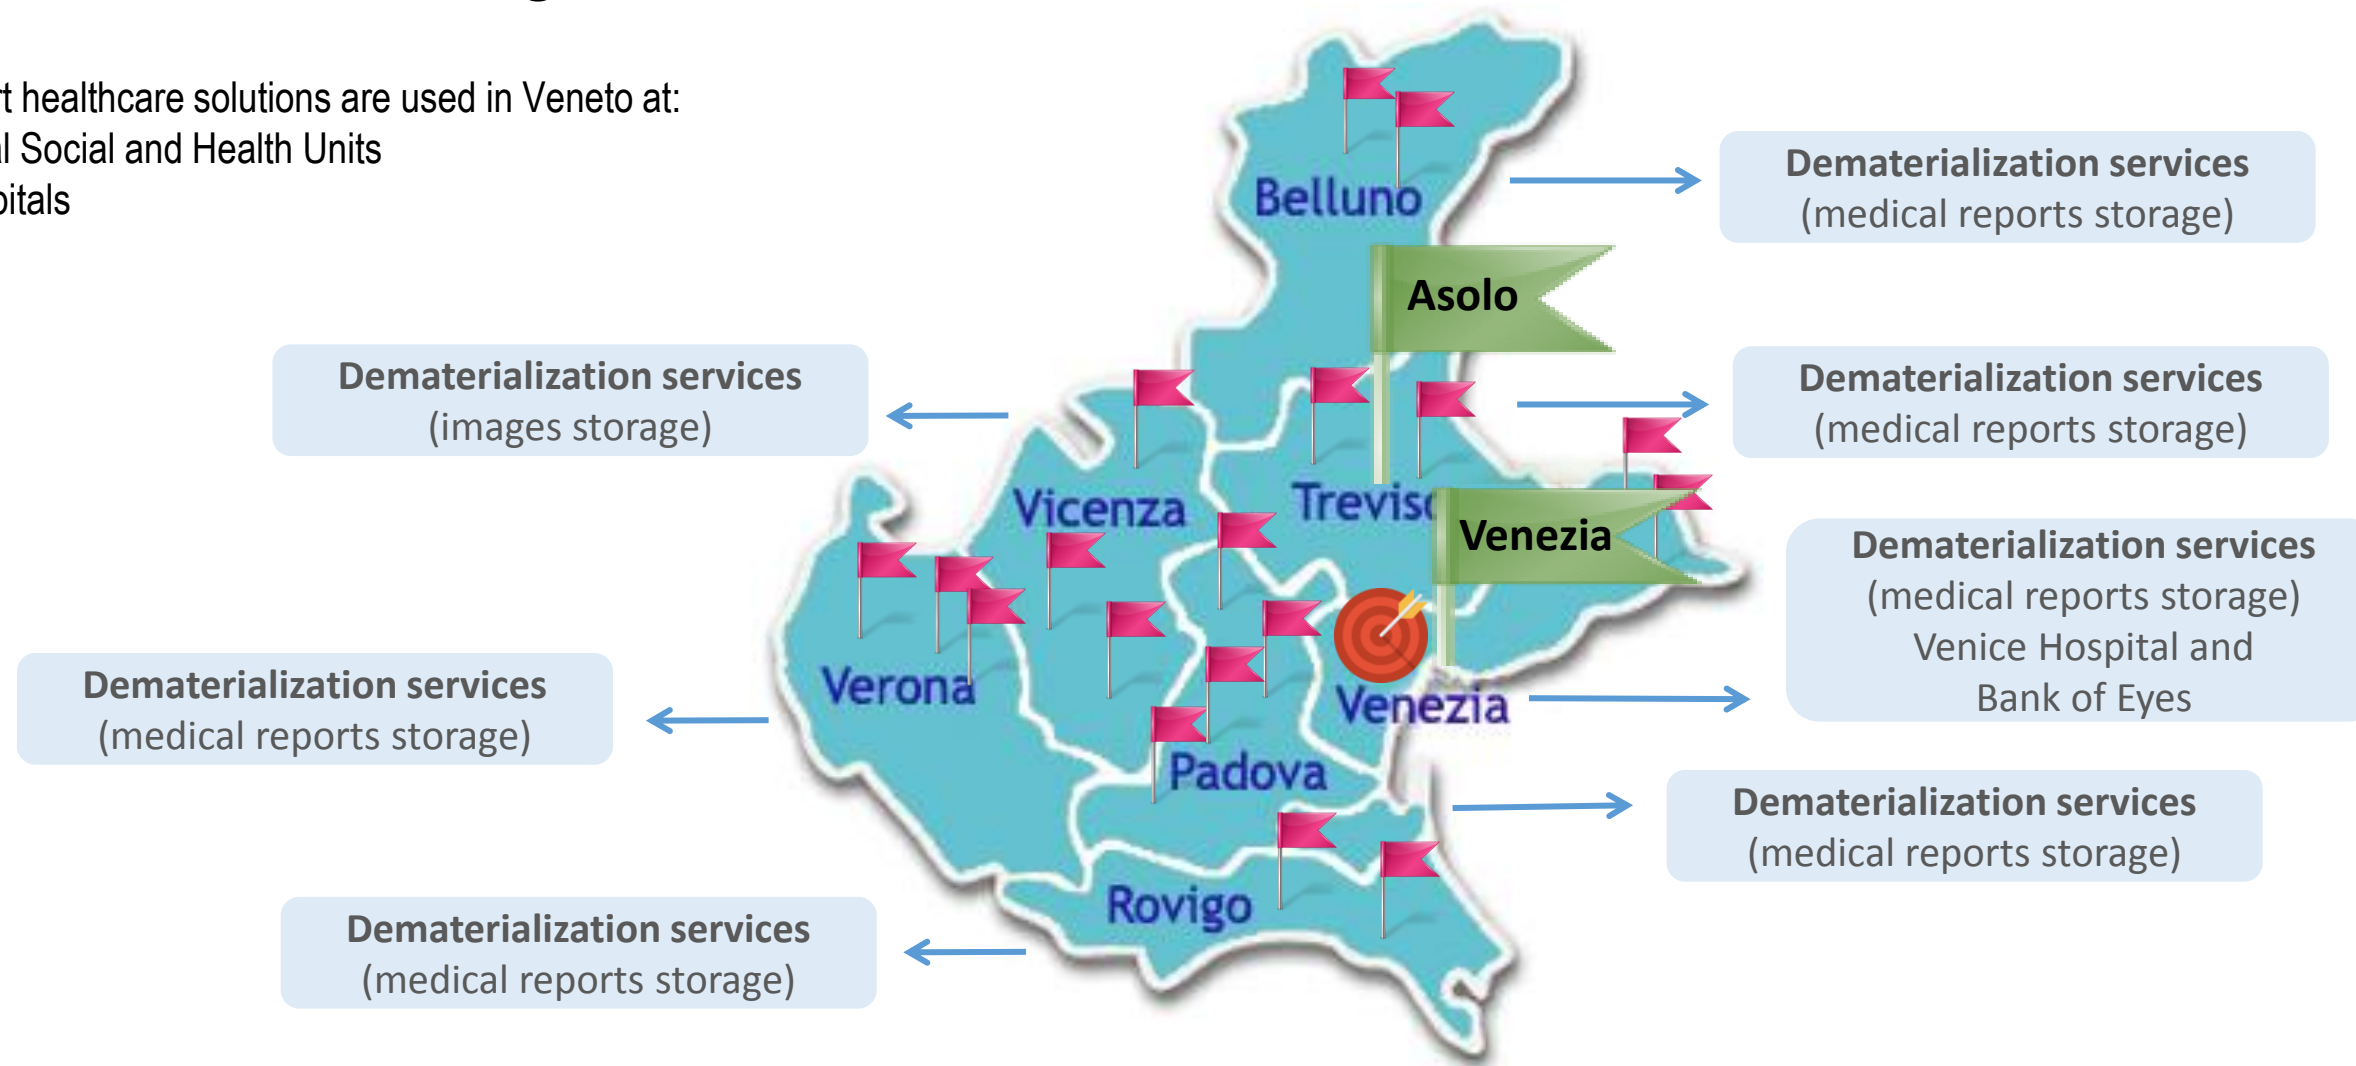 healthcare solutions are used in Veneto at:
Social and Health Units
Belluno
Dematerialization services
(medical reports storage)
Asolo
Dematerialization services
(images storage)
Dematerialization services
(medical reports storage)
Vicenza
Venezia
Dematerialization services
(medical reports storage)
Venice Hospital and
Bank of Eyes
Verona
Venezia
Dematerialization services
(medical reports storage)
Padova
Dematerialization services
(medical reports storage)
Rovigo
Dematerialization services
(medical reports storage)